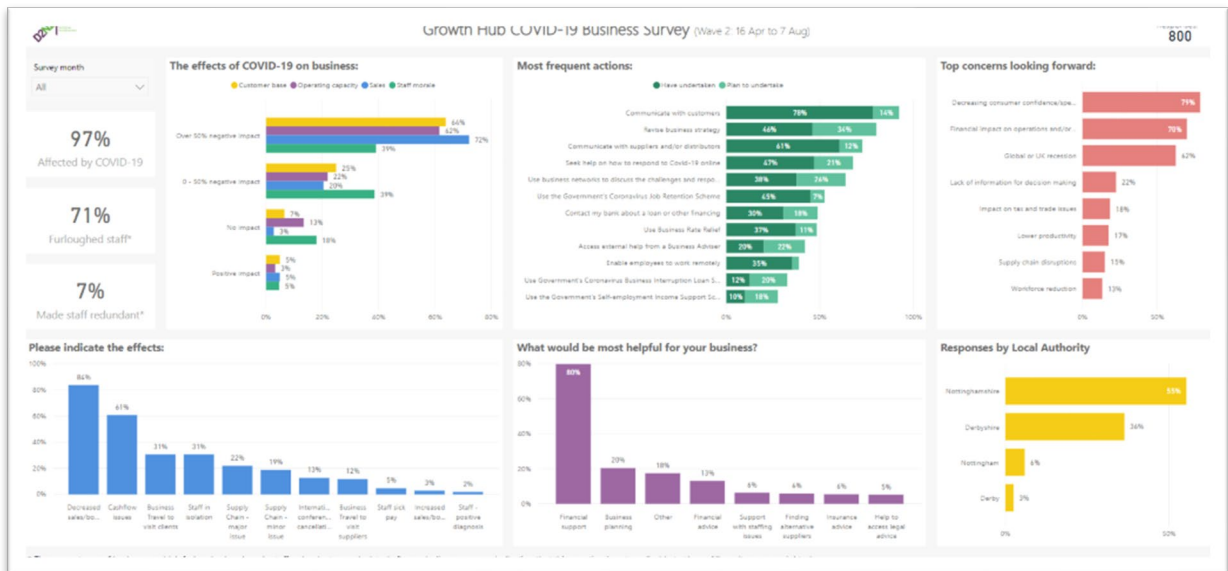 D2N2
Growth Hub COVID-19 Business Survey (Wave 2: 16 Apr to 7 Aug)
800
Survey month
All
97%
Affected by COVID-19
71%
Furloughed staff*
7%
Made staff redundant*
The effects of COVID-19 on business:
Customer base Operating capacity Sales Staff morale
Over 50% negative impact
64%
62%
72%
39%
0 - 50% negative impact
25%
22%
20%
39%
No impact
7%
13%
3%
18%
Positive impact
5%
3%
5%
5%
0% 20% 40% 60% 80%
Most frequent actions:
Have undertaken Plan to undertake
Communicate with customers 78% 14%
Revise business strategy 46% 34%
Communicate with suppliers and/or distributors 61% 12%
Seek help on how to respond to Covid-19 online 47% 21%
Use business networks to discuss the challenges and respo... 38% 26%
Use the Government's Coronavirus Job Retention Scheme 45% 7%
Contact my bank about a loan or other financing 30% 18%
Use Business Rate Relief 37% 11%
Access external help from a Business Adviser 20% 22%
Enable employees to work remotely 35%
Use Government's Coronavirus Business Interruption Loan S... 12% 20%
Use the Government's Self-employment Income Support Sc... 10% 18%
0% 50% 100%
Top concerns looking forward:
Decreasing consumer confidence/spe... 79%
Financial impact on operations and/or... 70%
Global or UK recession 62%
Lack of information for decision making 22%
Impact on tax and trade issues 18%
Lower productivity 17%
Supply chain disruptions 15%
Workforce reduction 13%
0% 50%
Please indicate the effects:
100%
80%
60%
40%
20%
0%
84% 61% 31% 31% 22% 19% 13% 12% 5% 3% 2%
Decreased sales/bo...
Cashflow issues
Business Travel to visit clients
Staff in isolation
Supply Chain - major issue
Supply Chain - minor issue
Internati... conferen... cancellati...
Business Travel to visit suppliers
Staff sick pay
Increased sales/bo...
Staff - positive diagnosis
What would be most helpful for your business?
80%
60%
40%
20%
0%
80% 20% 18% 13% 6% 6% 6% 5%
Financial support
Business planning
Other
Financial advice
Support with staffing issues
Finding alternative suppliers
Insurance advice
Help to access legal advice
Responses by Local Authority
Nottinghamshire 55%
Derbyshire 36%
Nottingham 6%
Derby 3%
0% 50%